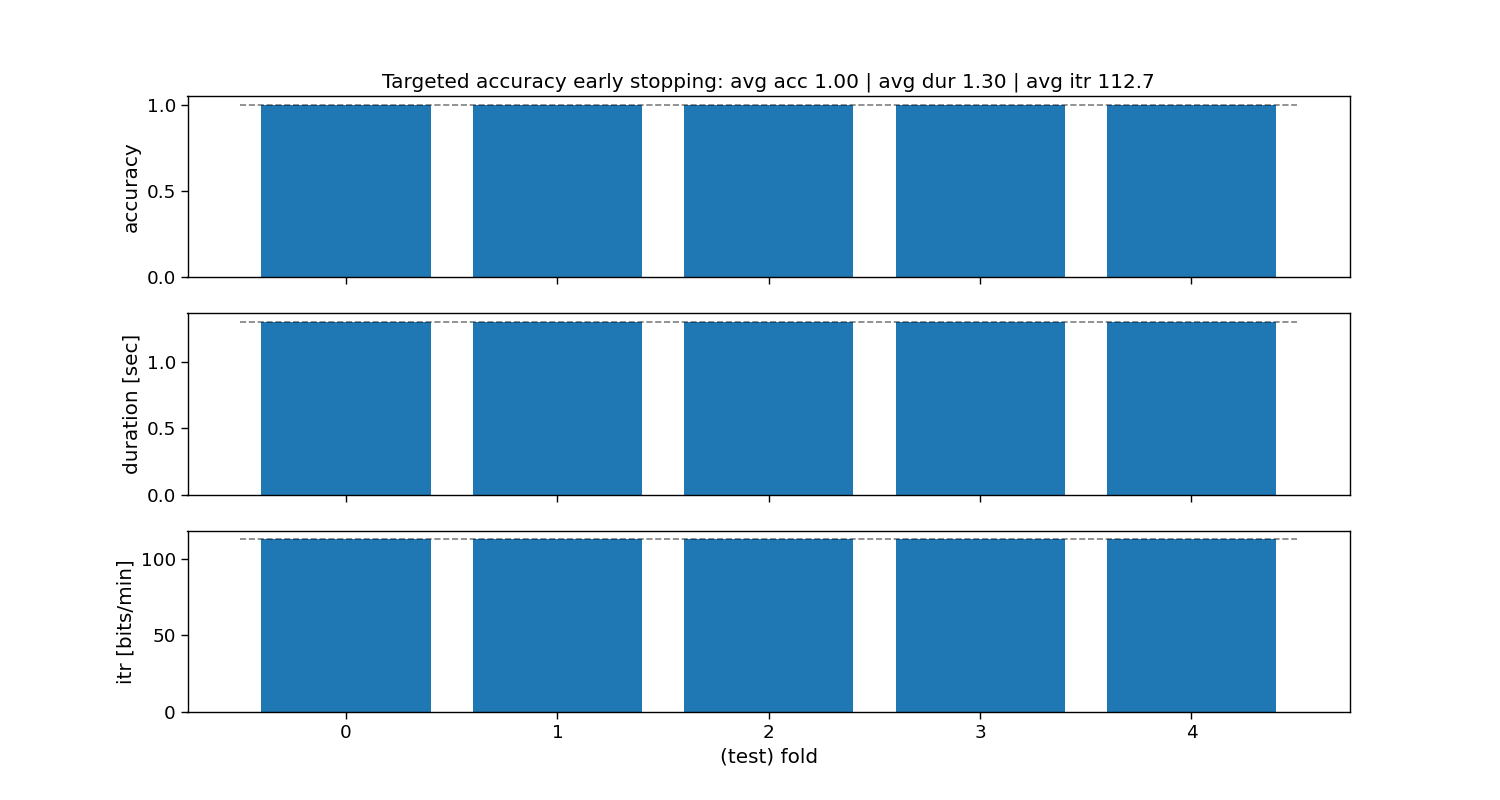 Targeted accuracy early stopping: avg acc 1.00 | avg dur 1.30 | avg itr 112.7
1.0
0.5
0.0
accuracy
1.0
0.5
0.0
duration [sec]
100
50
0
itr [bits/min]
0 1 2 3 4
(test) fold